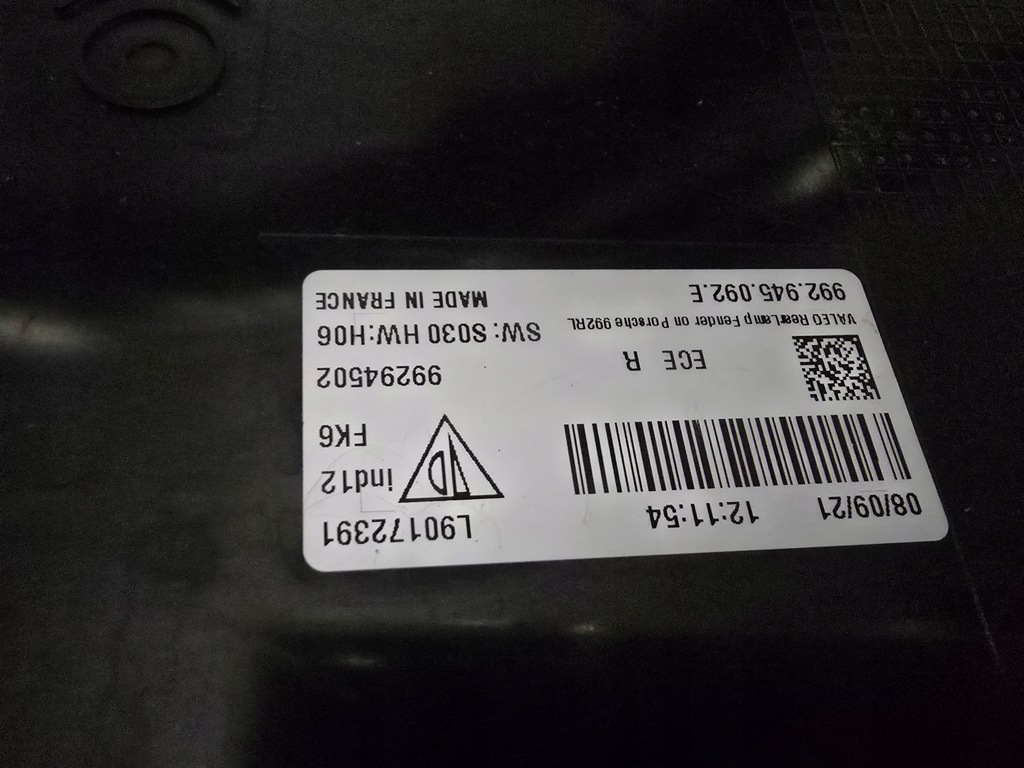 08/09/21 12:11:54 L90172391
ind12
FK6
ECE R 99294502
VALEO RearLamp Fender on Porsche 992RL SW:S030 HW:H06
992.945.092.E MADE IN FRANCE